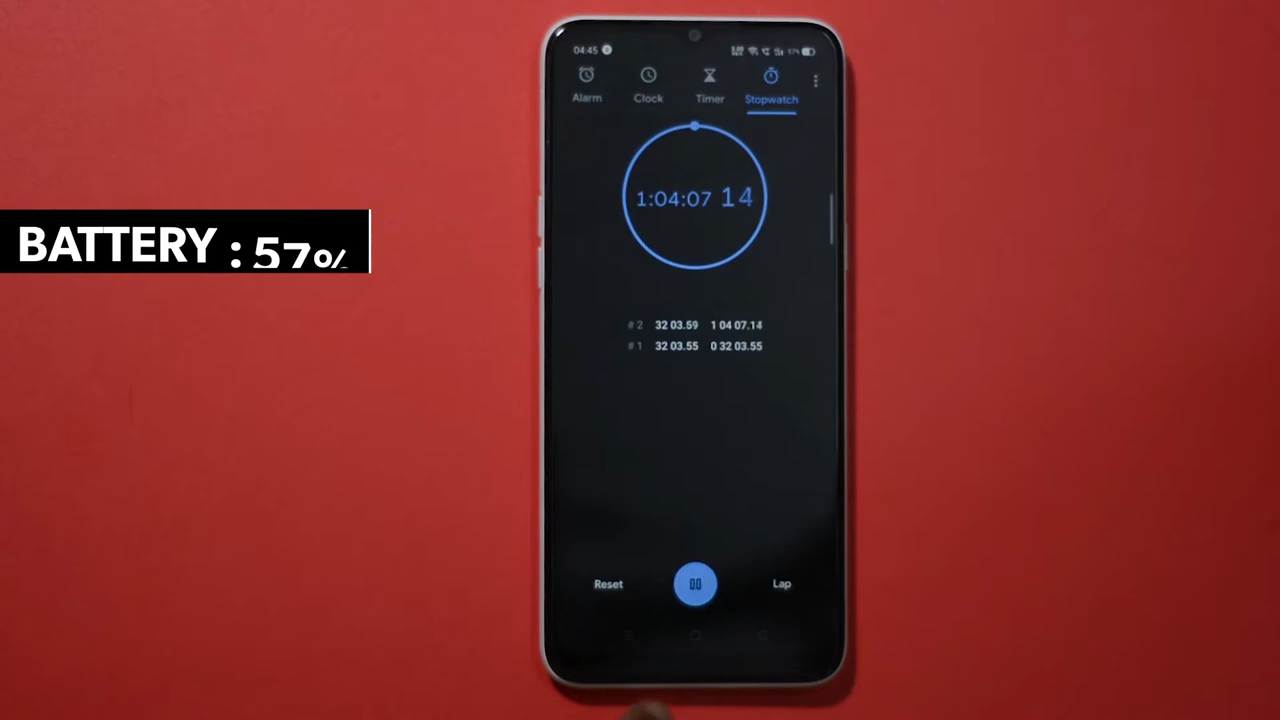 04:45
57%
Alarm Clock Timer Stopwatch
1:04:07 14
BATTERY : 57%
# 2 32 03.59 1 04 07.14
# 1 32 03.55 0 32 03.55
Reset Lap